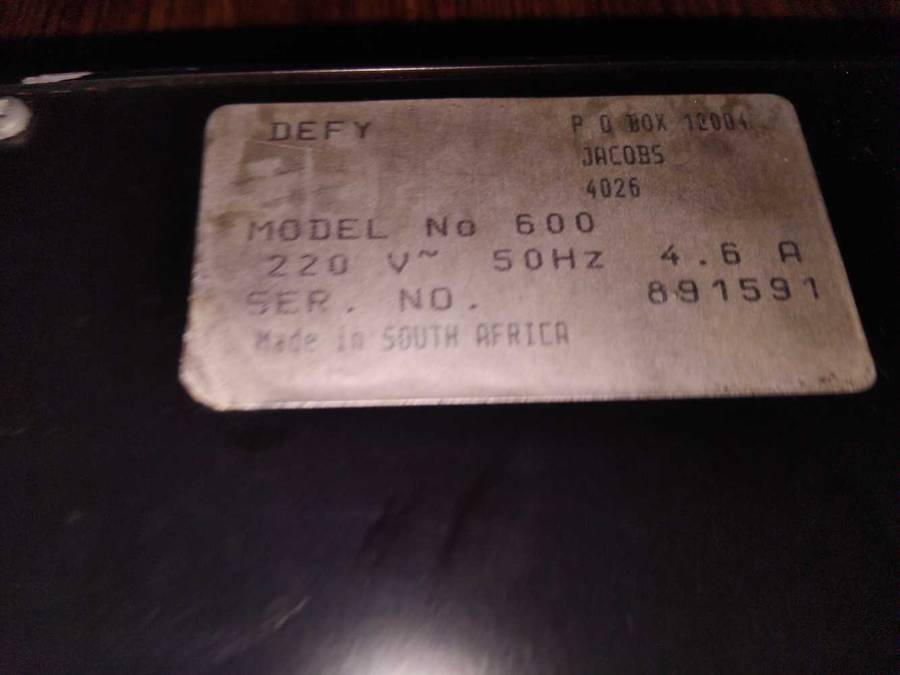 DEFY
P O BOX 12004
JACOBS
4026
MODEL No 600
220 V~ 50Hz 4.6 A
SER. NO. 891591
Made in SOUTH AFRICA